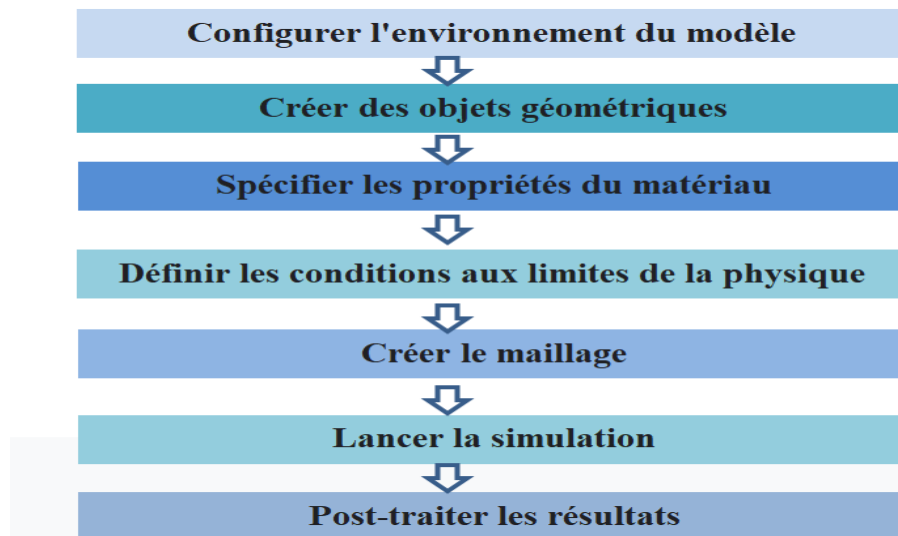 Configurer l'environnement du modèle
Créer des objets géométriques
Spécifier les propriétés du matériau
Définir les conditions aux limites de la physique
Créer le maillage
Lancer la simulation
Post-traiter les résultats